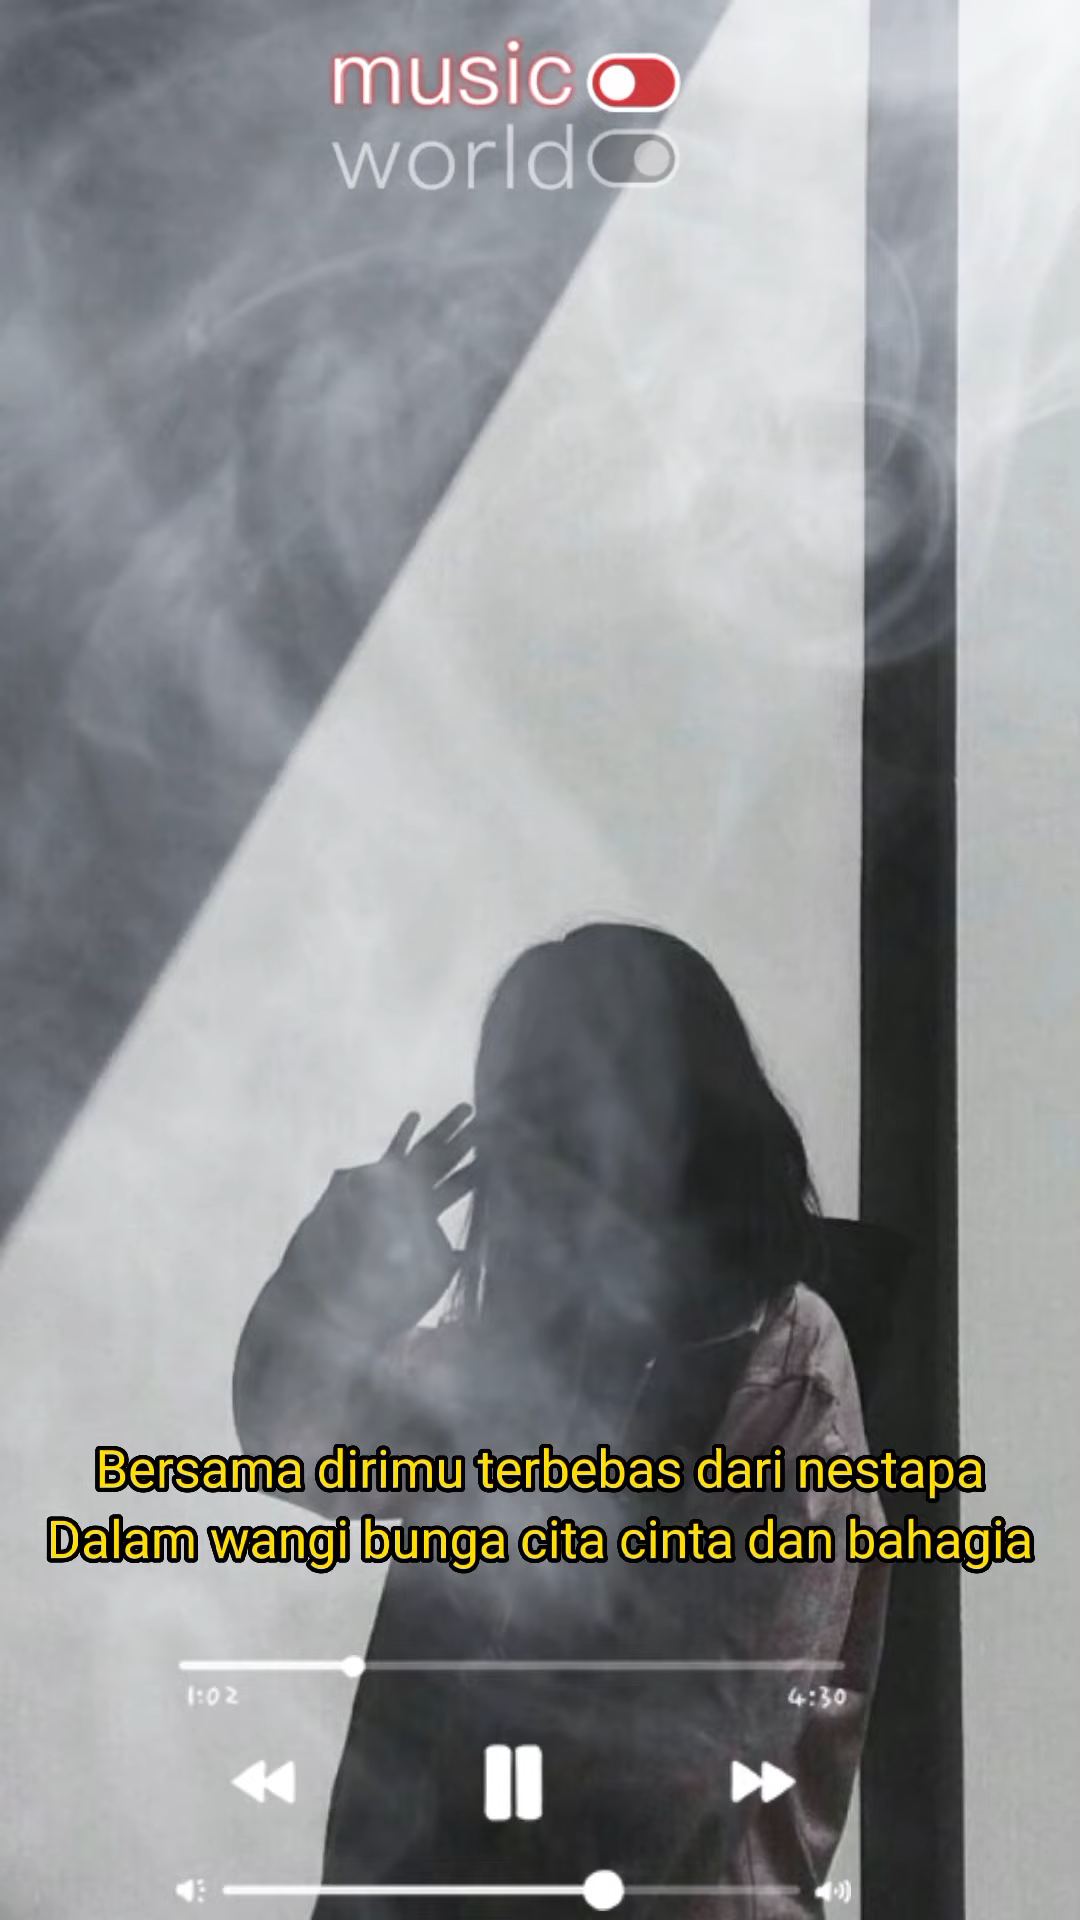 music
world
Bersama dirimu terbebas dari nestapa
Dalam wangi bunga cita cinta dan bahagia
1:02
4:30